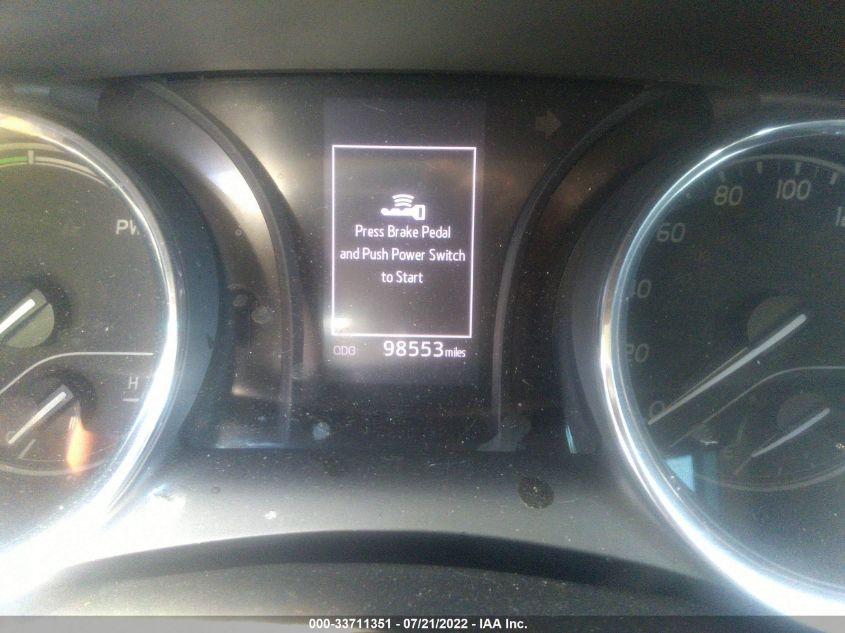 PW
H
Press Brake Pedal
and Push Power Switch
to Start
ODO 98553 miles
0
20
40
60
80
100
000-33711351 - 07/21/2022 - IAA Inc.